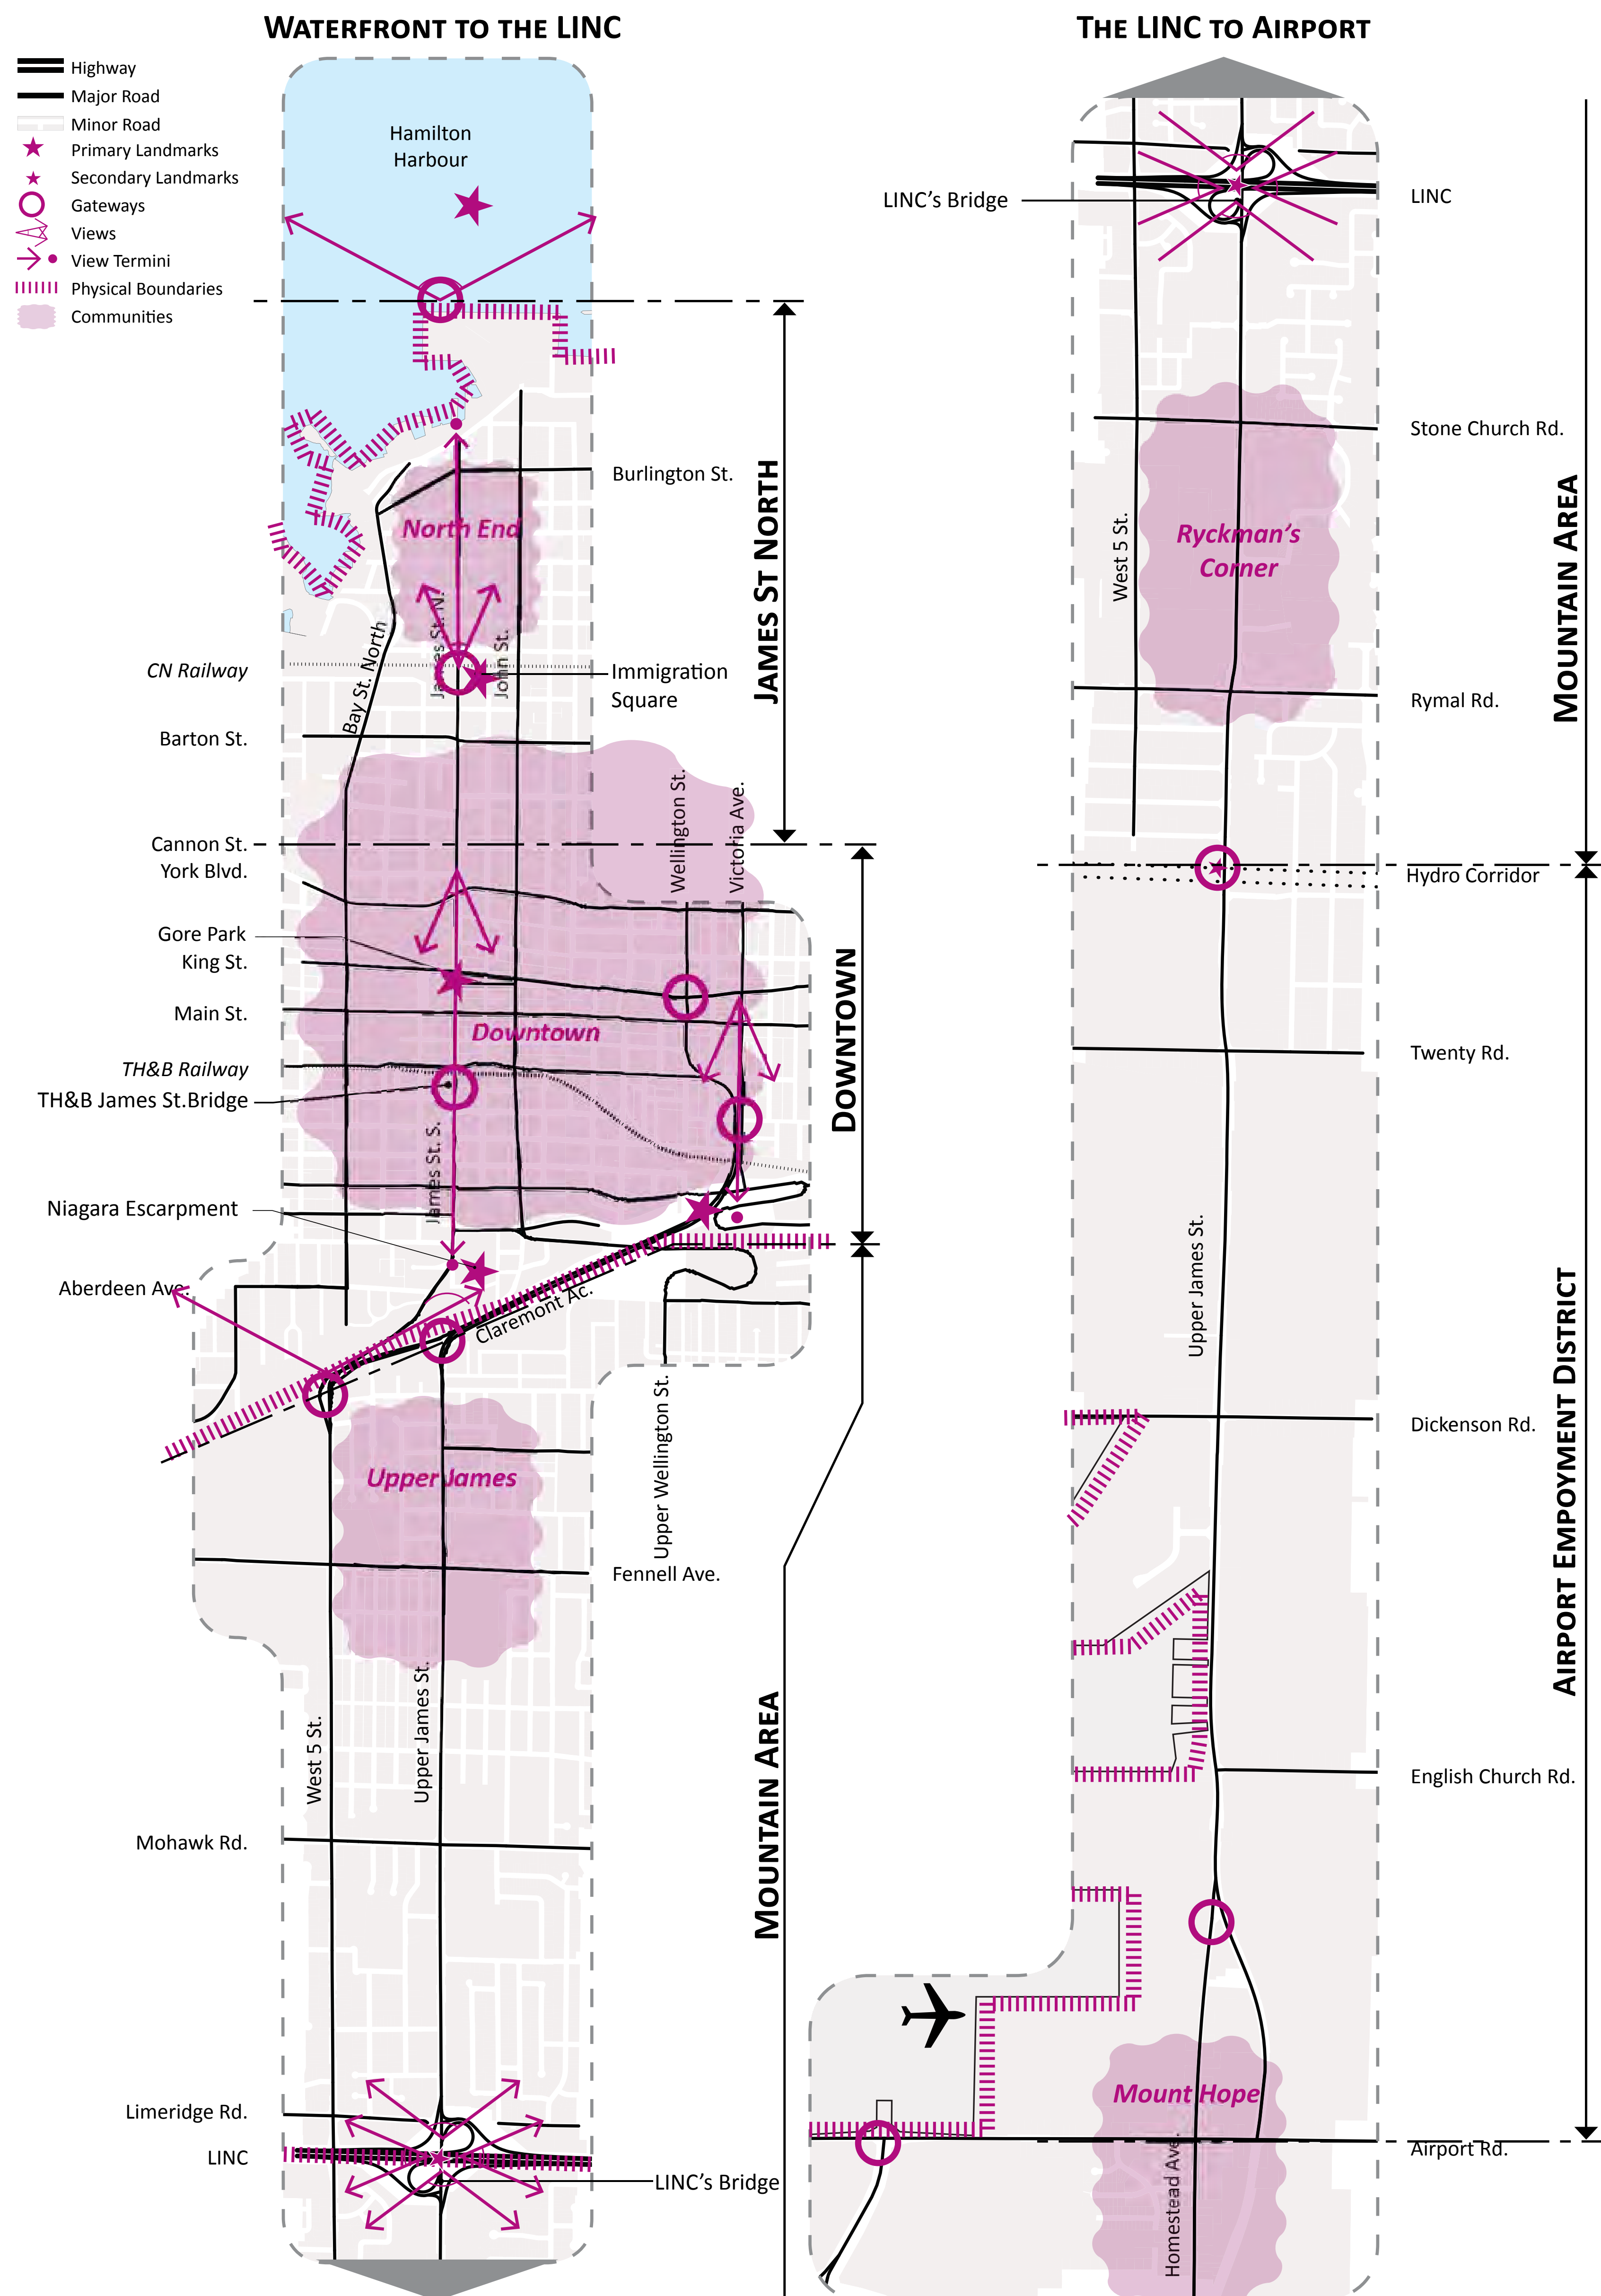 WATERFRONT TO THE LINC
THE LINC TO AIRPORT
Highway
Major Road
Minor Road
Primary Landmarks
Secondary Landmarks
Gateways
Views
View Termini
Physical Boundaries
Communities
Hamilton
Harbour
Burlington St.
North End
James St. N.
John St.
Bay St. North
CN Railway
Immigration
Square
JAMES ST NORTH
Barton St.
Wellington St.
Victoria Ave.
Cannon St.
York Blvd.
Gore Park
King St.
Main St.
Downtown
TH&B Railway
TH&B James St.Bridge
DOWNTOWN
James St. S.
Niagara Escarpment
Aberdeen Ave.
Claremont Ac.
Upper James
Upper Wellington St.
Fennell Ave.
West 5 St.
Upper James St.
MOUNTAIN AREA
Mohawk Rd.
Limeridge Rd.
LINC
LINC's Bridge
LINC's Bridge
LINC
Stone Church Rd.
West 5 St.
Ryckman's
Corner
MOUNTAIN AREA
Rymal Rd.
Hydro Corridor
Twenty Rd.
Upper James St.
Dickenson Rd.
AIRPORT EMPOYMENT DISTRICT
English Church Rd.
Mount Hope
Airport Rd.
Homestead Ave.